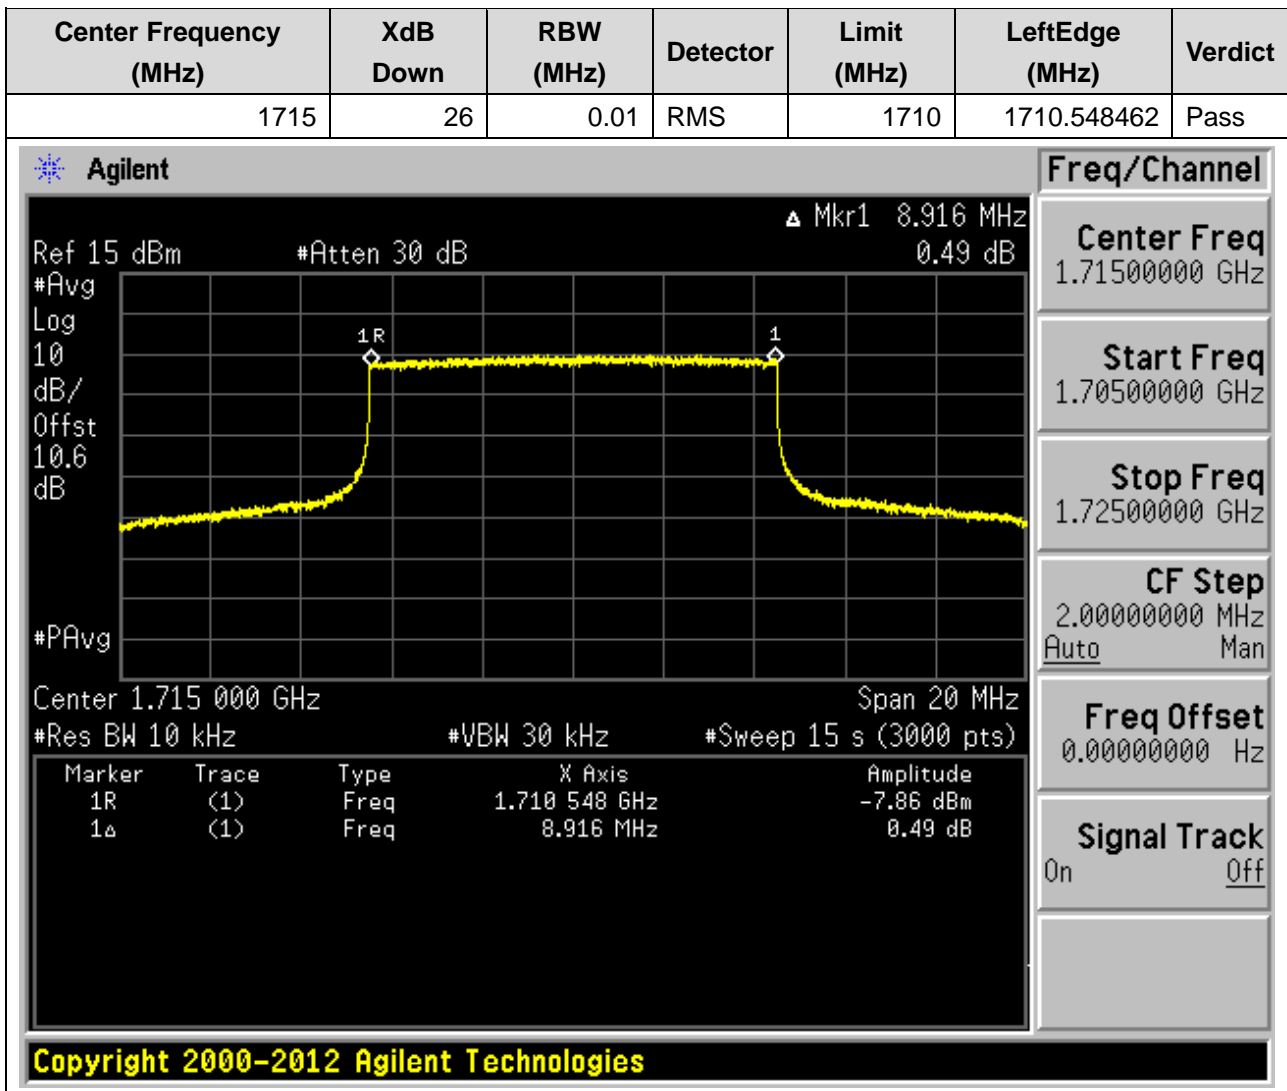 Center Frequency (MHz) XdB Down RBW (MHz) Detector Limit (MHz) LeftEdge (MHz) Verdict
1715 26 0.01 RMS 1710 1710.548462 Pass
Agilent
Freq/Channel
Δ Mkr1 8.916 MHz
Ref 15 dBm #Atten 30 dB 0.49 dB
#Avg
Log
10
dB/
Offst
10.6
dB
1R
1
#PAvg
Center 1.715 000 GHz Span 20 MHz
#Res BW 10 kHz #VBW 30 kHz #Sweep 15 s (3000 pts)
Marker Trace Type X Axis Amplitude
1R (1) Freq 1.710 548 GHz -7.86 dBm
1Δ (1) Freq 8.916 MHz 0.49 dB
Center Freq
1.71500000 GHz
Start Freq
1.70500000 GHz
Stop Freq
1.72500000 GHz
CF Step
2.00000000 MHz
Auto Man
Freq Offset
0.00000000 Hz
Signal Track
On Off
Copyright 2000-2012 Agilent Technologies